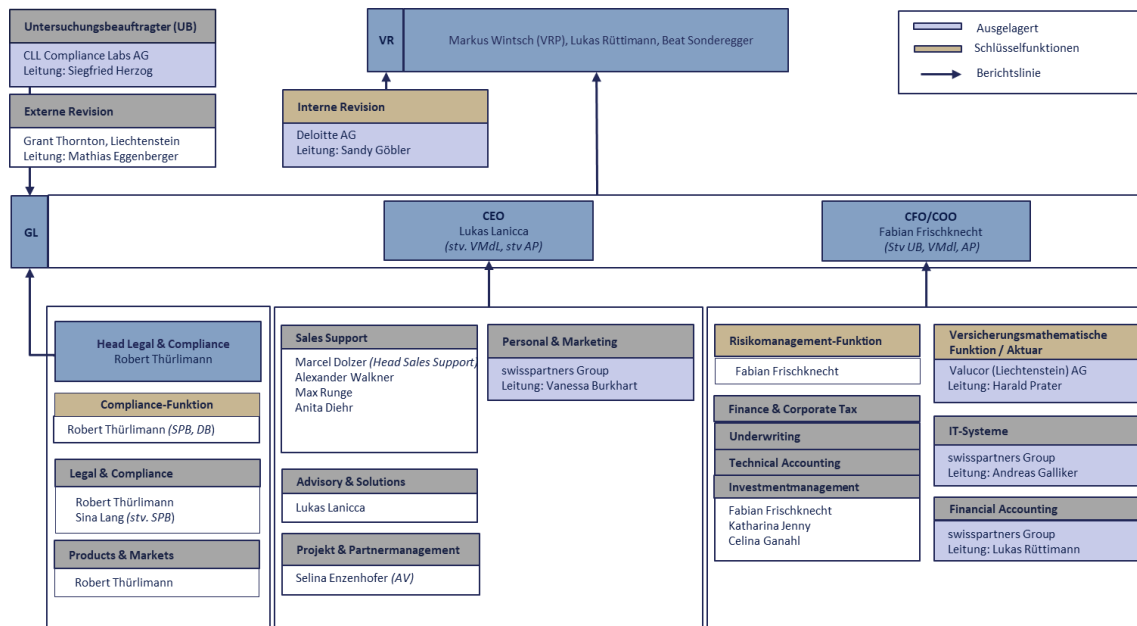 Untersuchungsbeauftragter (UB)
CLL Compliance Labs AG
Leitung: Siegfried Herzog
Externe Revision
Grant Thornton, Liechtenstein
Leitung: Mathias Eggenberger
VR
Markus Wintsch (VRP), Lukas Rüttimann, Beat Sonderegger
Interne Revision
Deloitte AG
Leitung: Sandy Göbler
Ausgelagert
Schlüsselfunktionen
Berichtslinie
GL
CEO
Lukas Lanicca
(stv. VMdL, stv AP)
CFO/COO
Fabian Frischknecht
(Stv UB, VMdl, AP)
Head Legal & Compliance
Robert Thürlimann
Compliance-Funktion
Robert Thürlimann (SPB, DB)
Legal & Compliance
Robert Thürlimann
Sina Lang (stv. SPB)
Products & Markets
Robert Thürlimann
Sales Support
Marcel Dolzer (Head Sales Support)
Alexander Walkner
Max Runge
Anita Diehr
Advisory & Solutions
Lukas Lanicca
Projekt & Partnermanagement
Selina Enzenhofer (AV)
Personal & Marketing
swisspartners Group
Leitung: Vanessa Burkhart
Risikomanagement-Funktion
Fabian Frischknecht
Finance & Corporate Tax
Underwriting
Technical Accounting
Investmentmanagement
Fabian Frischknecht
Katharina Jenny
Celina Ganahl
Versicherungsmathematische
Funktion / Aktuar
Valucor (Liechtenstein) AG
Leitung: Harald Prater
IT-Systeme
swisspartners Group
Leitung: Andreas Galliker
Financial Accounting
swisspartners Group
Leitung: Lukas Rüttimann